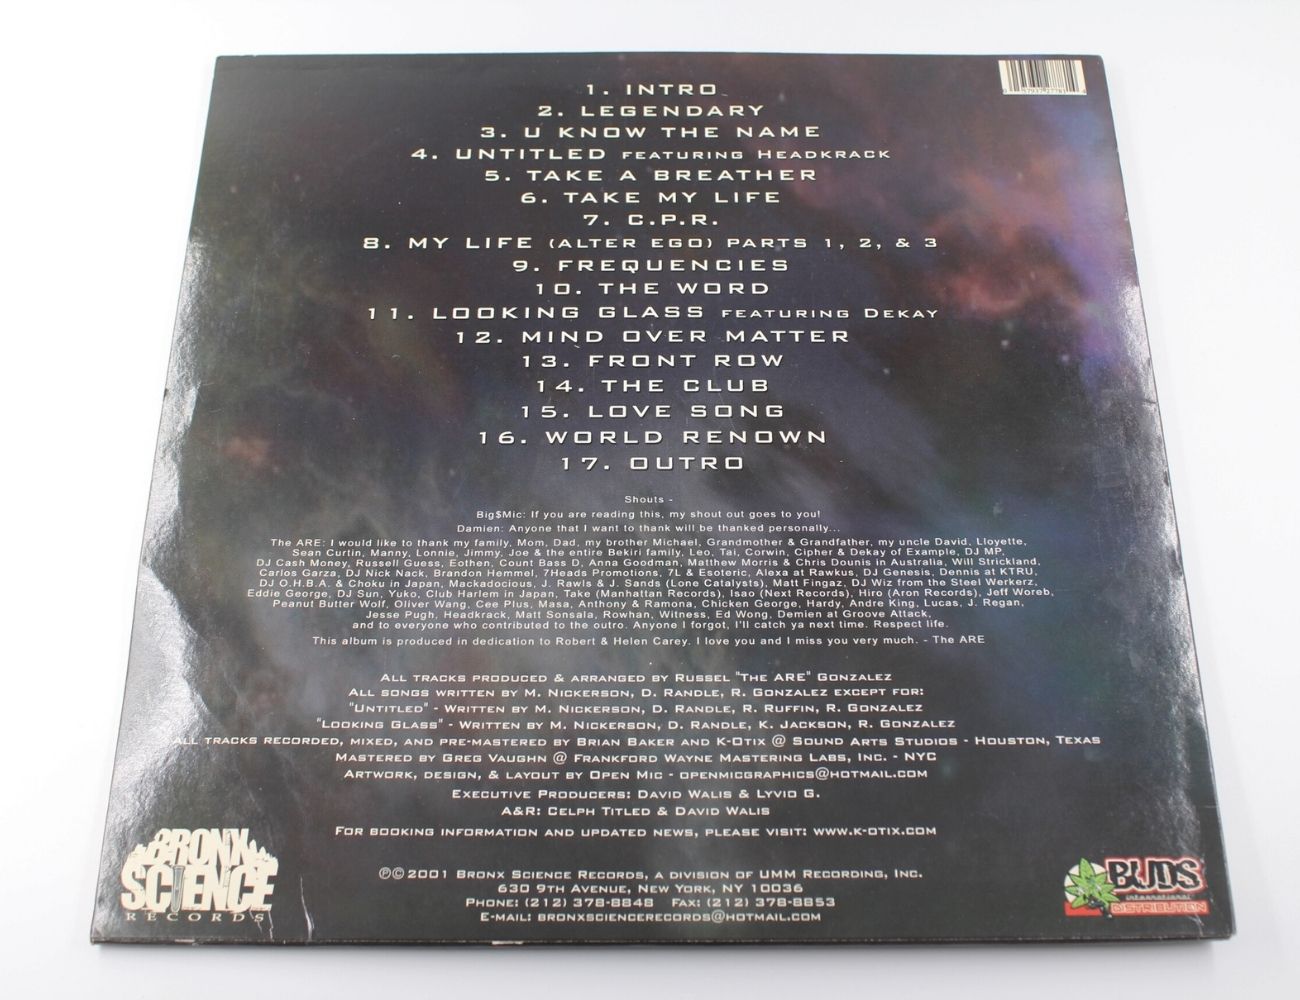 1. INTRO
2. LEGENDARY
3. U KNOW THE NAME
4. UNTITLED FEATURING HEADKRACK
5. TAKE A BREATHER
6. TAKE MY LIFE
7. C.P.R.
8. MY LIFE (ALTER EGO) PARTS 1, 2, & 3
9. FREQUENCIES
10. THE WORD
11. LOOKING GLASS FEATURING DEKAY
12. MIND OVER MATTER
13. FRONT ROW
14. THE CLUB
15. LOVE SONG
16. WORLD RENOWN
17. OUTRO
Shouts -
Big$Mic: If you are reading this, my shout out goes to you!
Damien: Anyone that I want to thank will be thanked personally...
The ARE: I would like to thank my family, Mom, Dad, my brother Michael, Grandmother & Grandfather, my uncle David, Lloyette,
Sean Curtin, Manny, Lonnie, Jimmy, Joe & the entire Bekiri family, Leo, Tai, Corwin, Cipher & Dekay of Example, DJ MP,
DJ Cash Money, Russell Guess, Eothen, Count Bass D, Anna Goodman, Matthew Morris & Chris Dounis in Australia, Will Strickland,
Carlos Garza, DJ Nick Nack, Brandon Hemmel, 7Heads Promotions, 7L & Esoteric, Alexa at Rawkus, DJ Genesis, Dennis at KTRU,
DJ O.H.B.A. & Choku in Japan, Mackadocious, J. Rawls & J. Sands (Lone Catalysts), Matt Fingaz, DJ Wiz from the Steel Werkerz,
Eddie George, DJ Sun, Yuko, Club Harlem in Japan, Take (Manhattan Records), Isao (Next Records), Hiro (Aron Records), Jeff Woreb,
Peanut Butter Wolf, Oliver Wang, Cee Plus, Masa, Anthony & Ramona, Chicken George, Hardy, Andre King, Lucas, J. Regan,
Jesse Pugh, Headkrack, Matt Sonsala, Rowhan, Witness, Ed Wong, Demien at Groove Attack,
and to everyone who contributed to the outro. Anyone I forgot, I'll catch ya next time. Respect life.
This album is produced in dedication to Robert & Helen Carey. I love you and I miss you very much. - The ARE
ALL TRACKS PRODUCED & ARRANGED BY RUSSEL "THE ARE" GONZALEZ
ALL SONGS WRITTEN BY M. NICKERSON, D. RANDLE, R. GONZALEZ EXCEPT FOR:
"UNTITLED" - WRITTEN BY M. NICKERSON, D. RANDLE, R. RUFFIN, R. GONZALEZ
"LOOKING GLASS" - WRITTEN BY M. NICKERSON, D. RANDLE, K. JACKSON, R. GONZALEZ
ALL TRACKS RECORDED, MIXED, AND PRE-MASTERED BY BRIAN BAKER AND K-OTIX @ SOUND ARTS STUDIOS - HOUSTON, TEXAS
MASTERED BY GREG VAUGHN @ FRANKFORD WAYNE MASTERING LABS, INC. - NYC
ARTWORK, DESIGN, & LAYOUT BY OPEN MIC - OPENMICGRAPHICS@HOTMAIL.COM
EXECUTIVE PRODUCERS: DAVID WALIS & LYVIO G.
A&R: CELPH TITLED & DAVID WALIS
FOR BOOKING INFORMATION AND UPDATED NEWS, PLEASE VISIT: WWW.K-OTIX.COM
℗© 2001 BRONX SCIENCE RECORDS, A DIVISION OF UMM RECORDING, INC.
630 9TH AVENUE, NEW YORK, NY 10036
PHONE: (212) 378-8848 FAX: (212) 378-8853
E-MAIL: BRONXSCIENCERECORDS@HOTMAIL.COM
BRONX
SCIENCE
RECORDS
BUDS
international
DISTRIBUTION